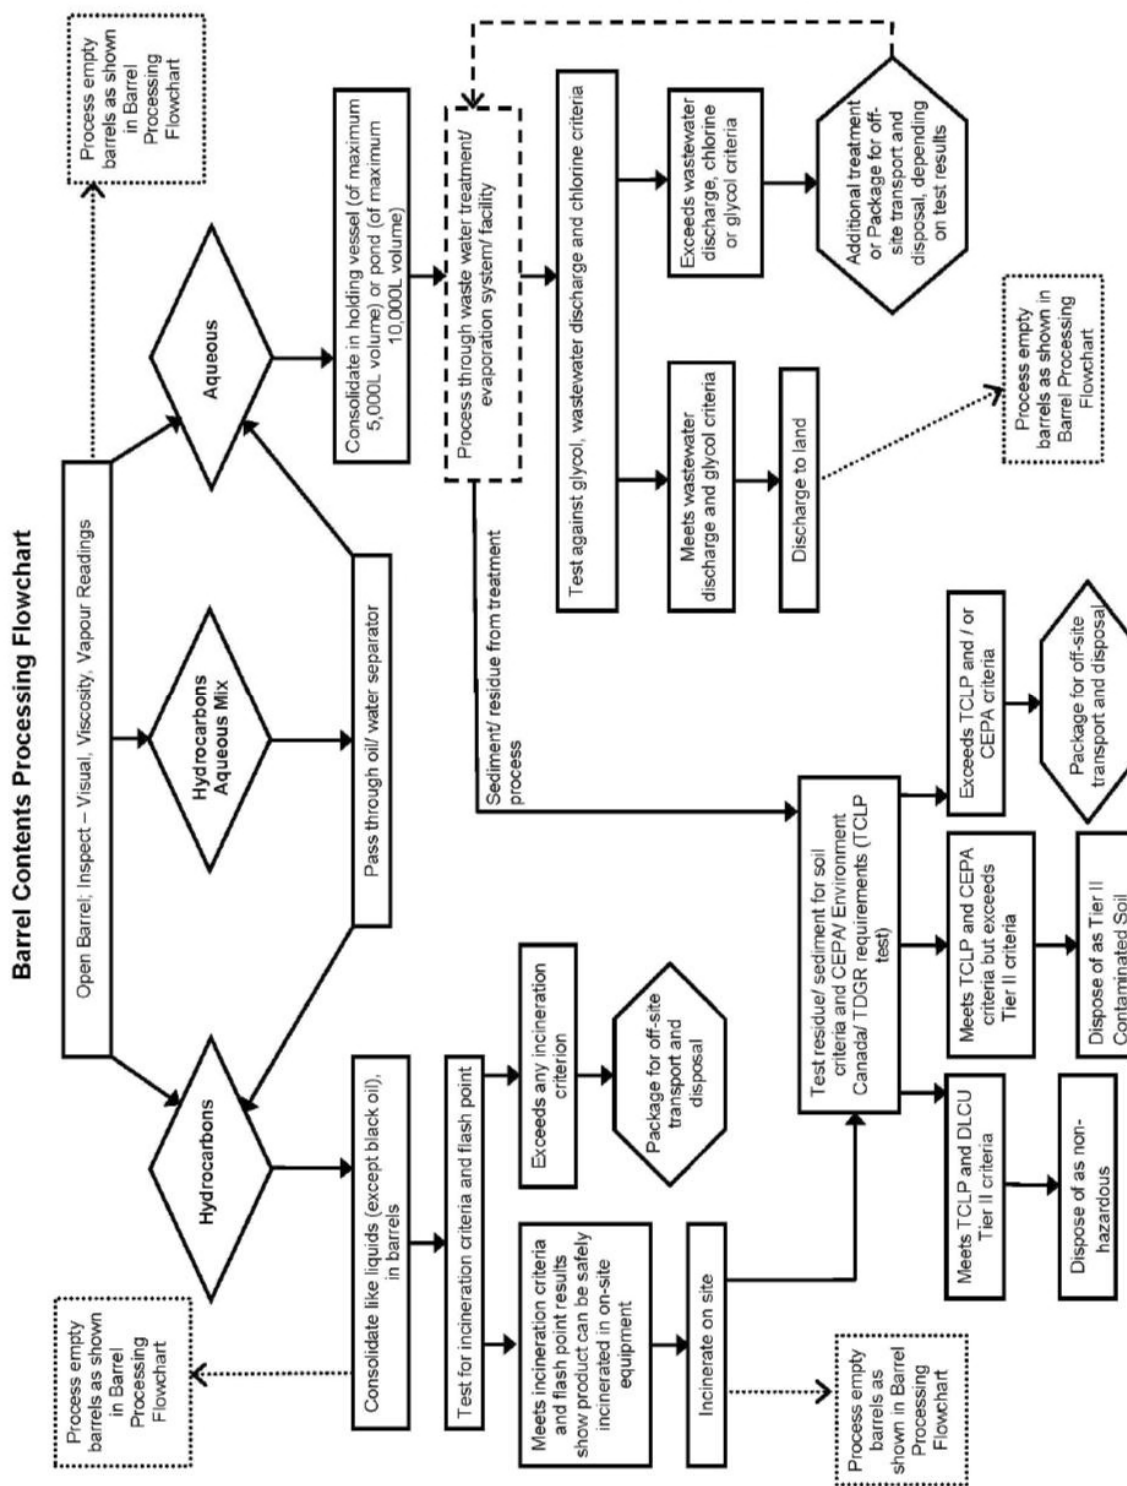 Barrel Contents Processing Flowchart
Process empty
barrels as shown
in Barrel
Processing
Flowchart
Open Barrel; Inspect – Visual, Viscosity, Vapour Readings
Process empty
barrels as shown
in Barrel
Processing
Flowchart
Hydrocarbons
Hydrocarbons
Aqueous Mix
Aqueous
Consolidate like liquids (except black oil),
in barrels
Pass through oil/ water separator
Consolidate in holding vessel (of maximum
5,000L volume) or pond (of maximum
10,000L volume)
Test for incineration criteria and flash point
Process through waste water treatment/
evaporation system/ facility
Sediment/ residue from treatment
process
Meets incineration criteria
and flash point results
show product can be safely
incinerated in on-site
equipment
Exceeds any incineration
criterion
Test against glycol, wastewater discharge and chlorine criteria
Package for off-site
transport and
disposal
Meets wastewater
discharge and glycol criteria
Exceeds wastewater
discharge, chlorine
or glycol criteria
Incinerate on site
Discharge to land
Additional treatment
or Package for off-
site transport and
disposal, depending
on test results
Process empty
barrels as
shown in Barrel
Processing
Flowchart
Test residue/ sediment for soil
criteria and CEPA/ Environment
Canada/ TDGR requirements (TCLP
test)
Process empty
barrels as shown in
Barrel Processing
Flowchart
Meets TCLP and DLCU
Tier II criteria
Meets TCLP and CEPA
criteria but exceeds
Tier II criteria
Exceeds TCLP and / or
CEPA criteria
Dispose of as non-
hazardous
Dispose of as Tier II
Contaminated Soil
Package for off-site
transport and disposal